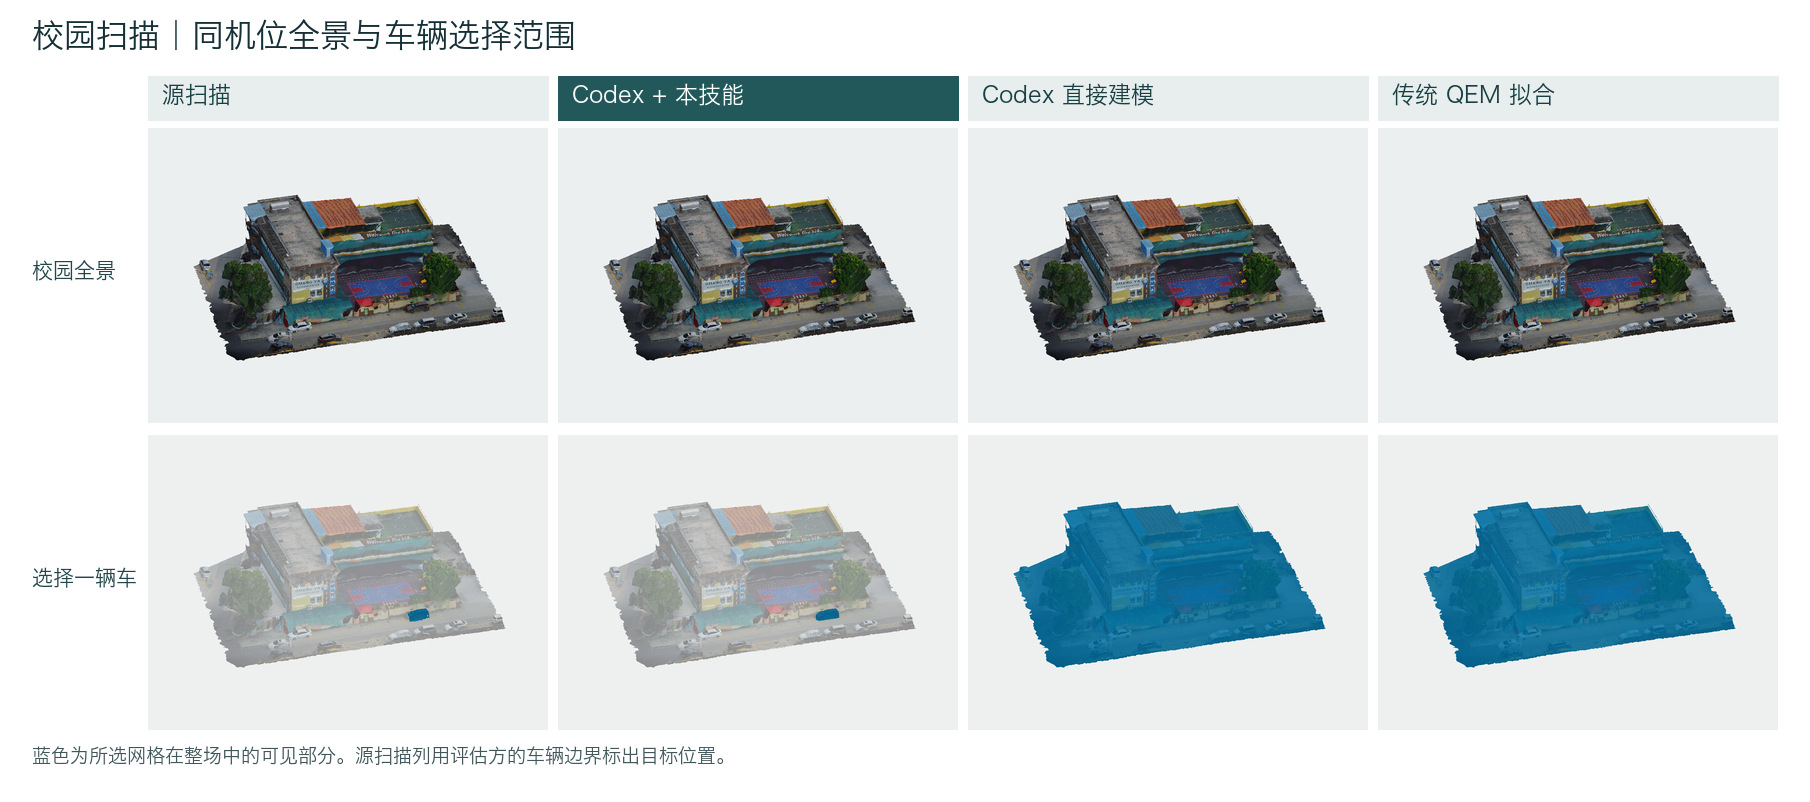 校园扫描｜同机位全景与车辆选择范围
源扫描
Codex + 本技能
Codex 直接建模
传统 QEM 拟合
校园全景
选择一辆车
蓝色为所选网格在整场中的可见部分。源扫描列用评估方的车辆边界标出目标位置。